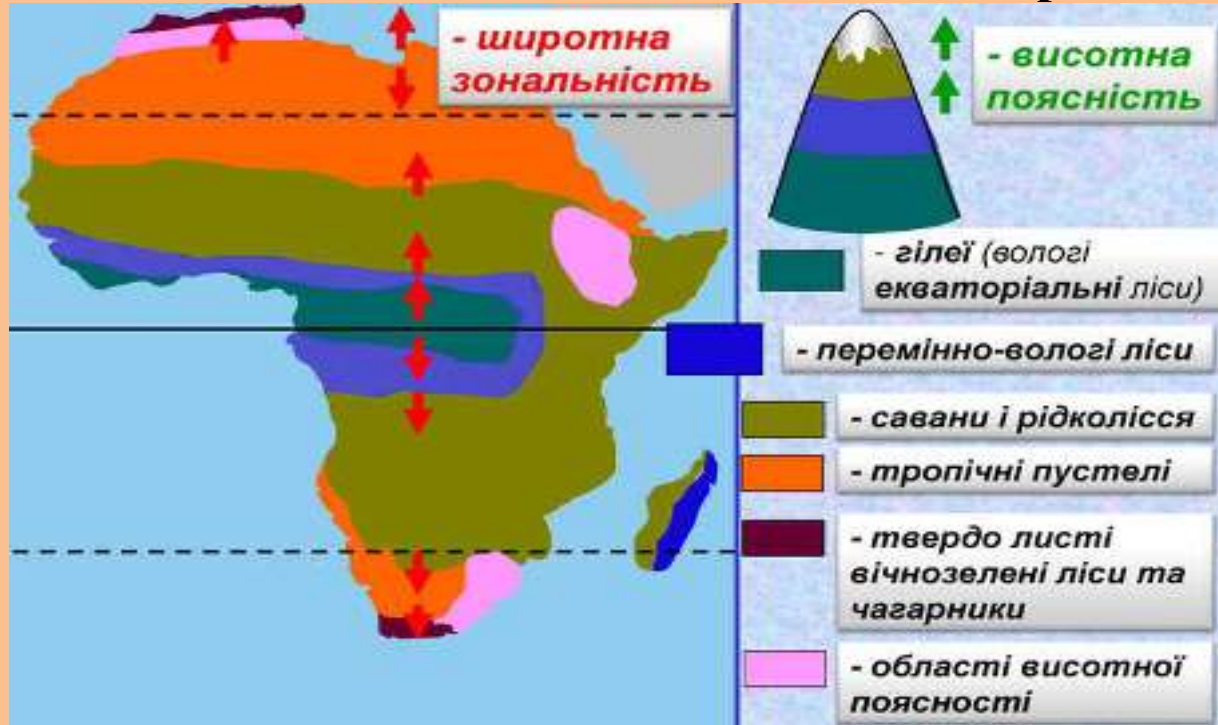 - широтна
зональність
- висотна
поясність
- гілеї (вологі
екваторіальні ліси)
- перемінно-вологі ліси
- савани і рідколісся
- тропічні пустелі
- твердо листі
вічнозелені ліси та
чагарники
- області висотної
поясності